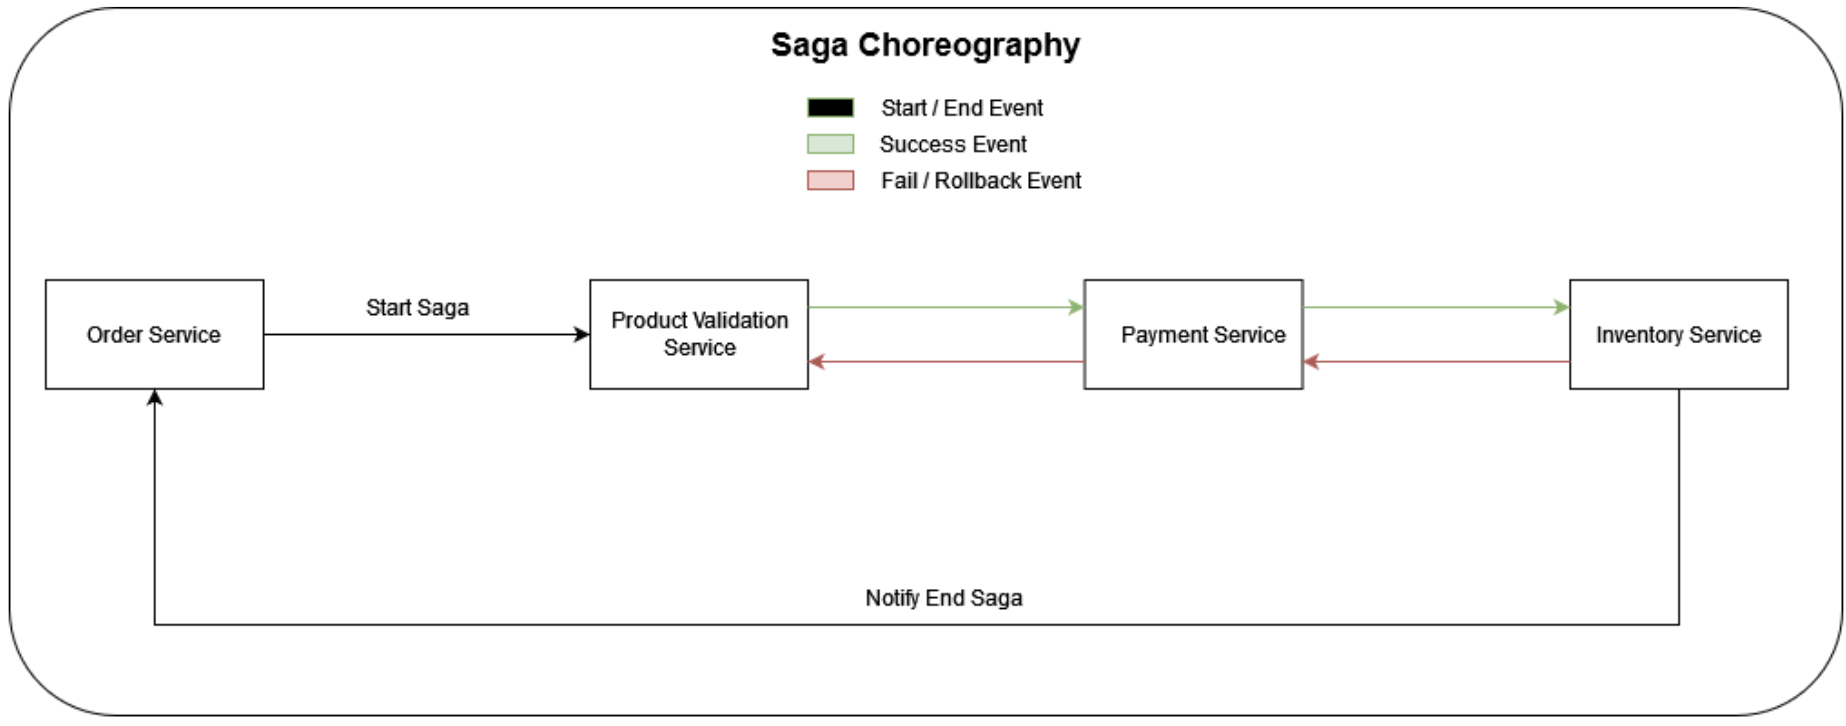 Saga Choreography
Start / End Event
Success Event
Fail / Rollback Event
Order Service
Start Saga
Product Validation
Service
Payment Service
Inventory Service
Notify End Saga